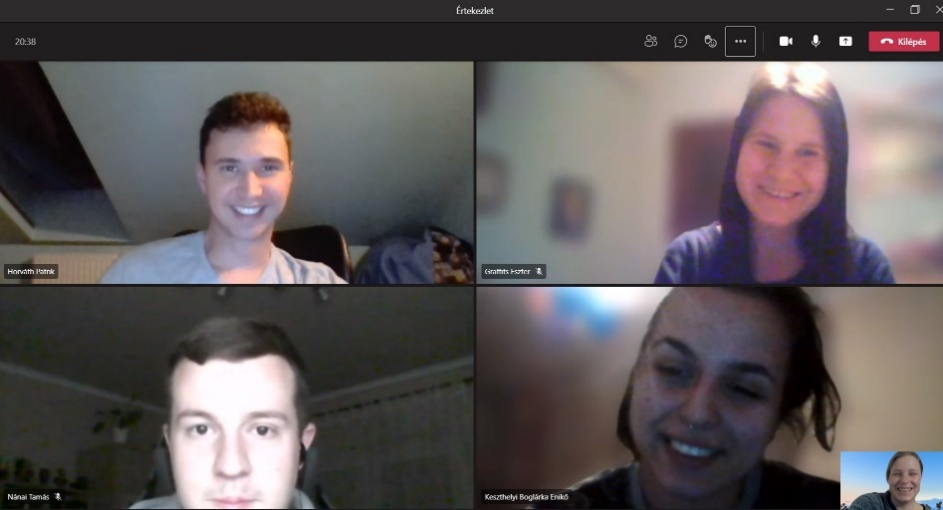 Értekezlet
20:38
Kilépés
Horváth Patrik
Graffits Eszter
Nánai Tamás
Keszthelyi Boglárka Enikő